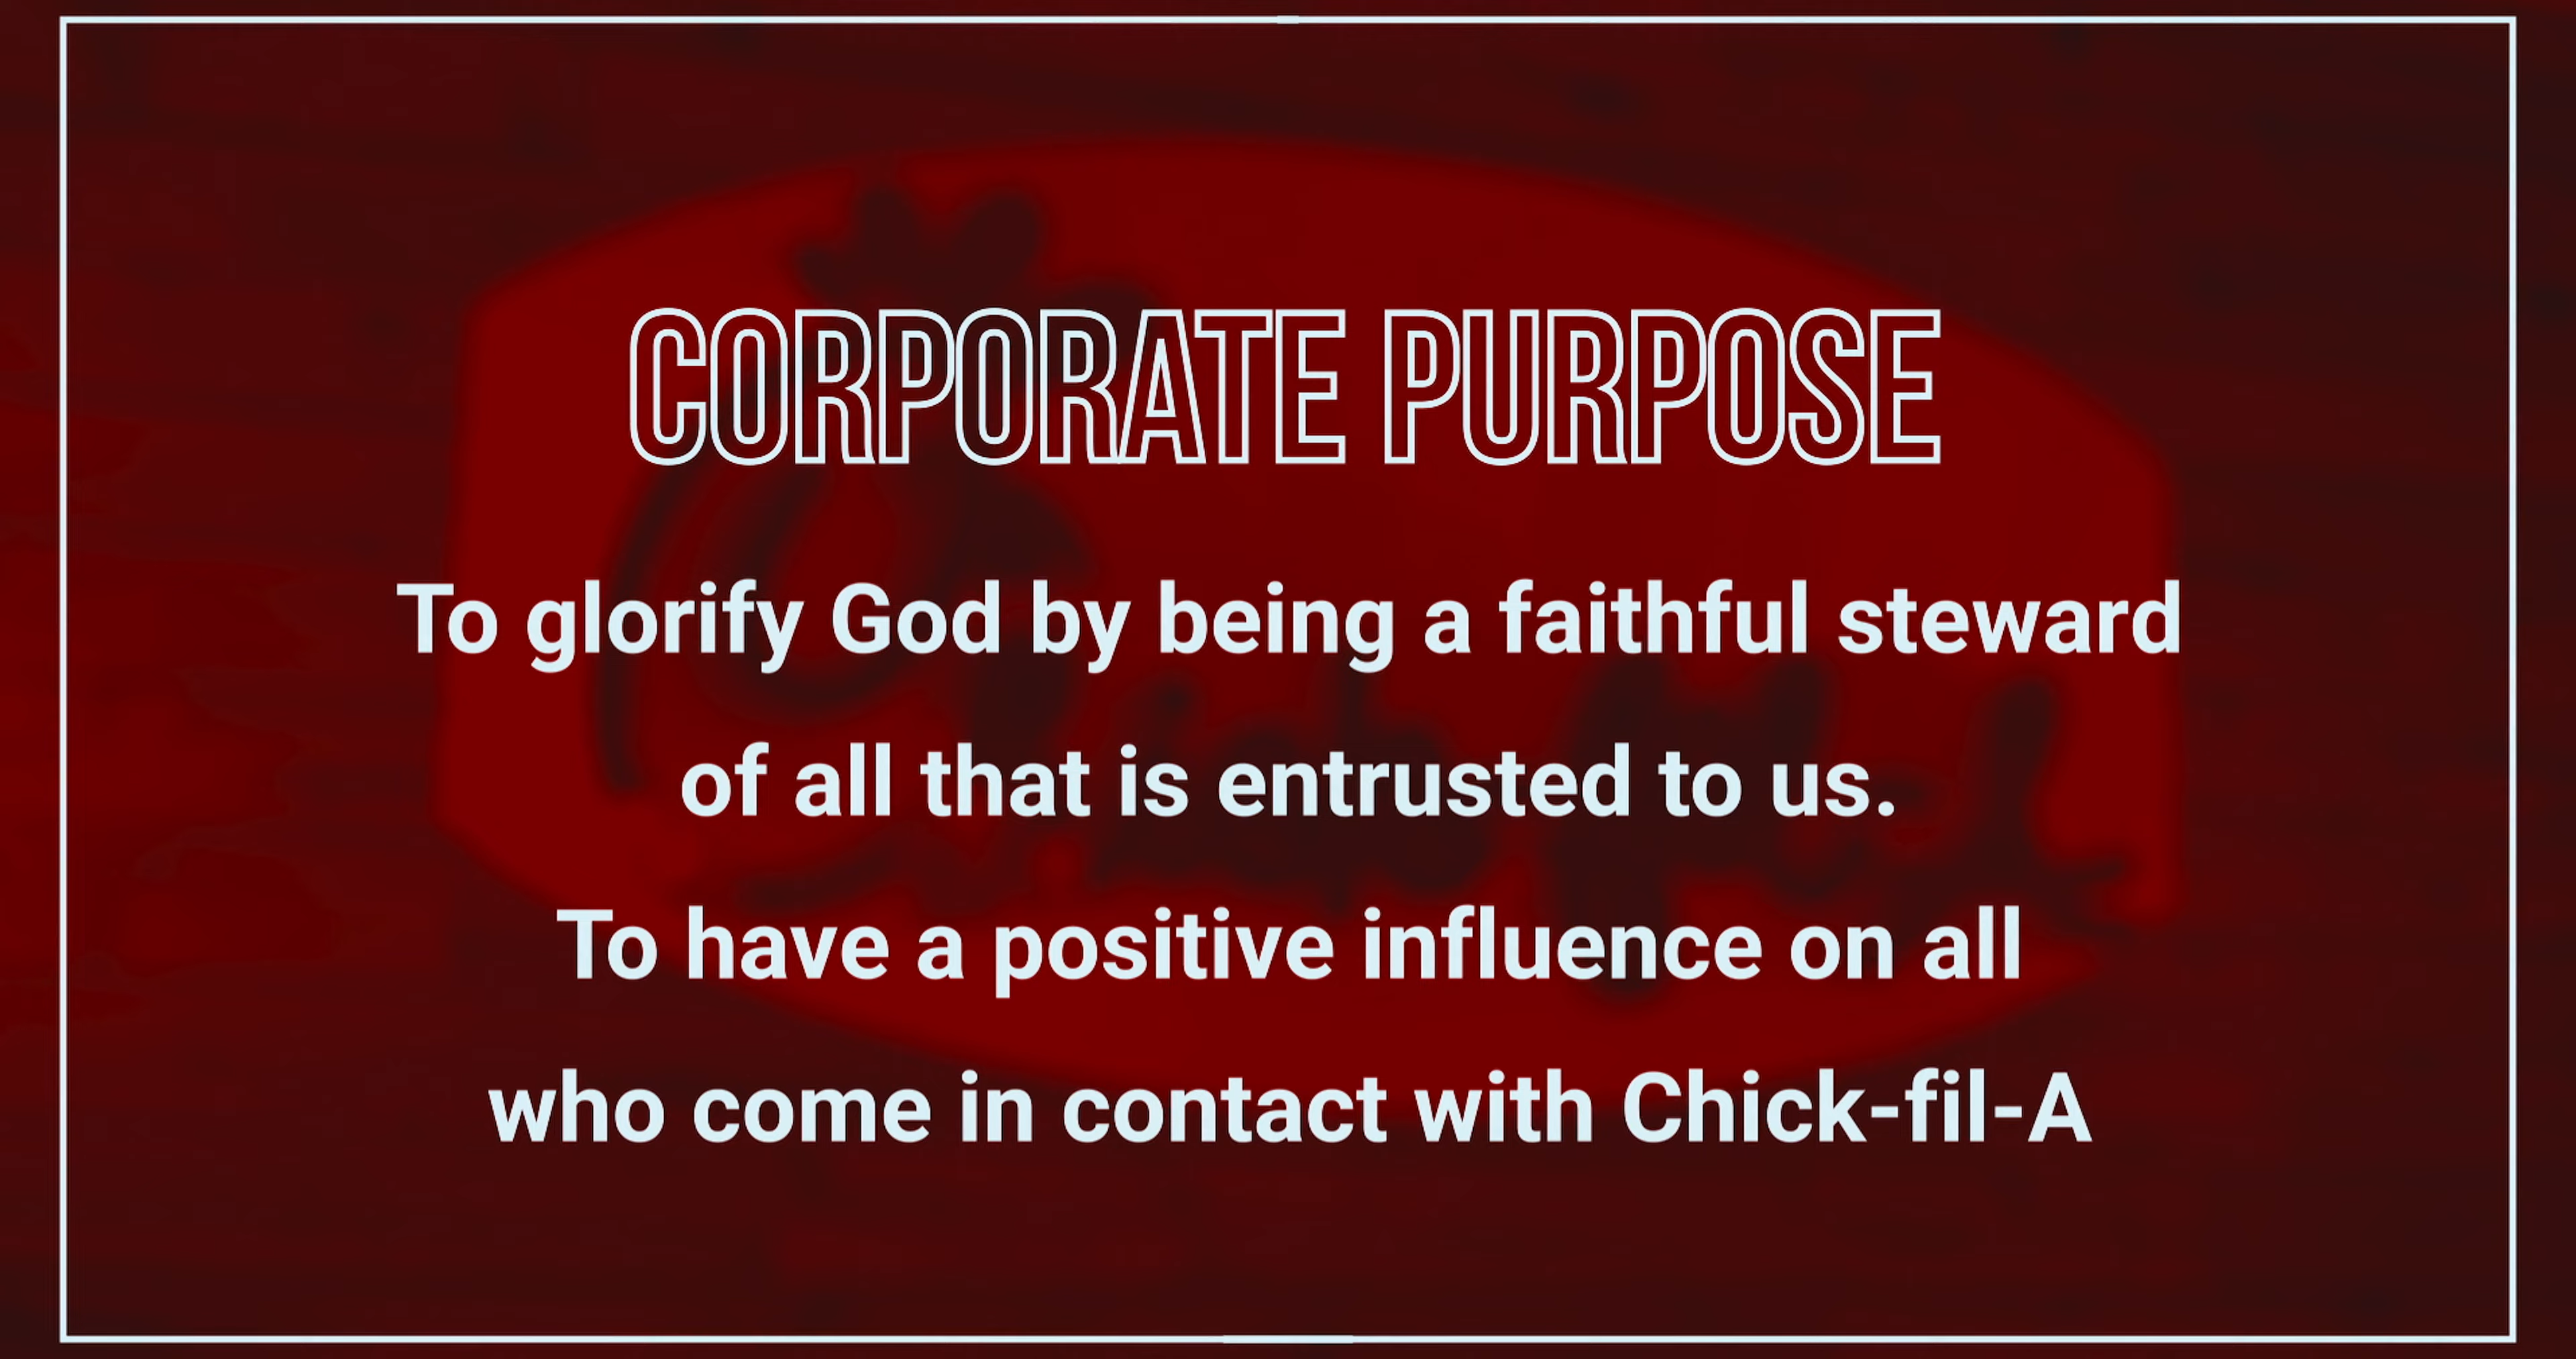 CORPORATE PURPOSE
To glorify God by being a faithful steward
of all that is entrusted to us.
To have a positive influence on all
who come in contact with Chick-fil-A